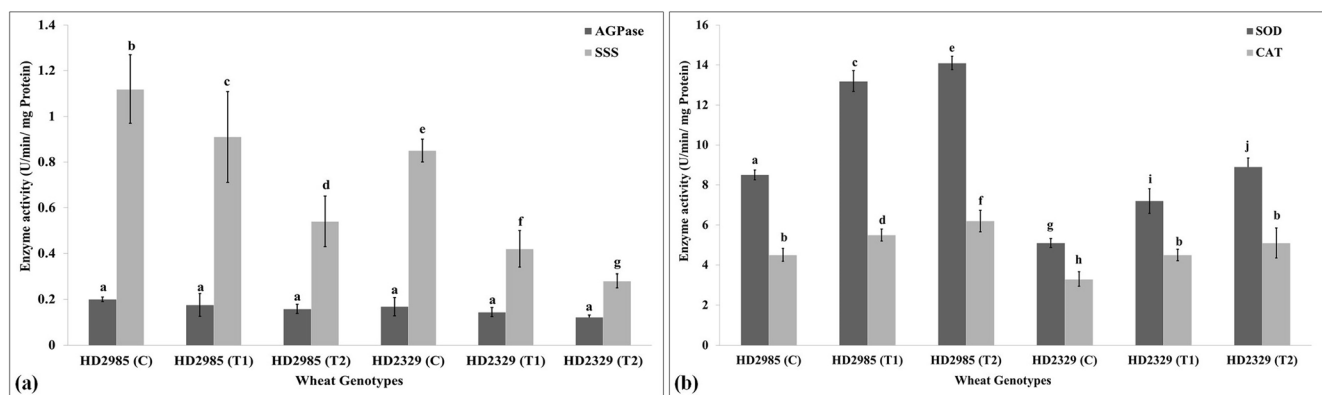 1.4
1.2
1
0.8
0.6
0.4
0.2
0
Enzyme activity (U/min/ mg Protein)
AGPase
SSS
a
b
a
c
a
d
a
e
a
f
a
g
HD2985 (C)
HD2985 (T1)
HD2985 (T2)
HD2329 (C)
HD2329 (T1)
HD2329 (T2)
Wheat Genotypes
(a)
16
14
12
10
8
6
4
2
0
Enzyme activity (U/min/ mg Protein)
SOD
CAT
a
b
c
d
e
f
g
h
i
b
j
b
HD2985 (C)
HD2985 (T1)
HD2985 (T2)
HD2329 (C)
HD2329 (T1)
HD2329 (T2)
Wheat Genotypes
(b)